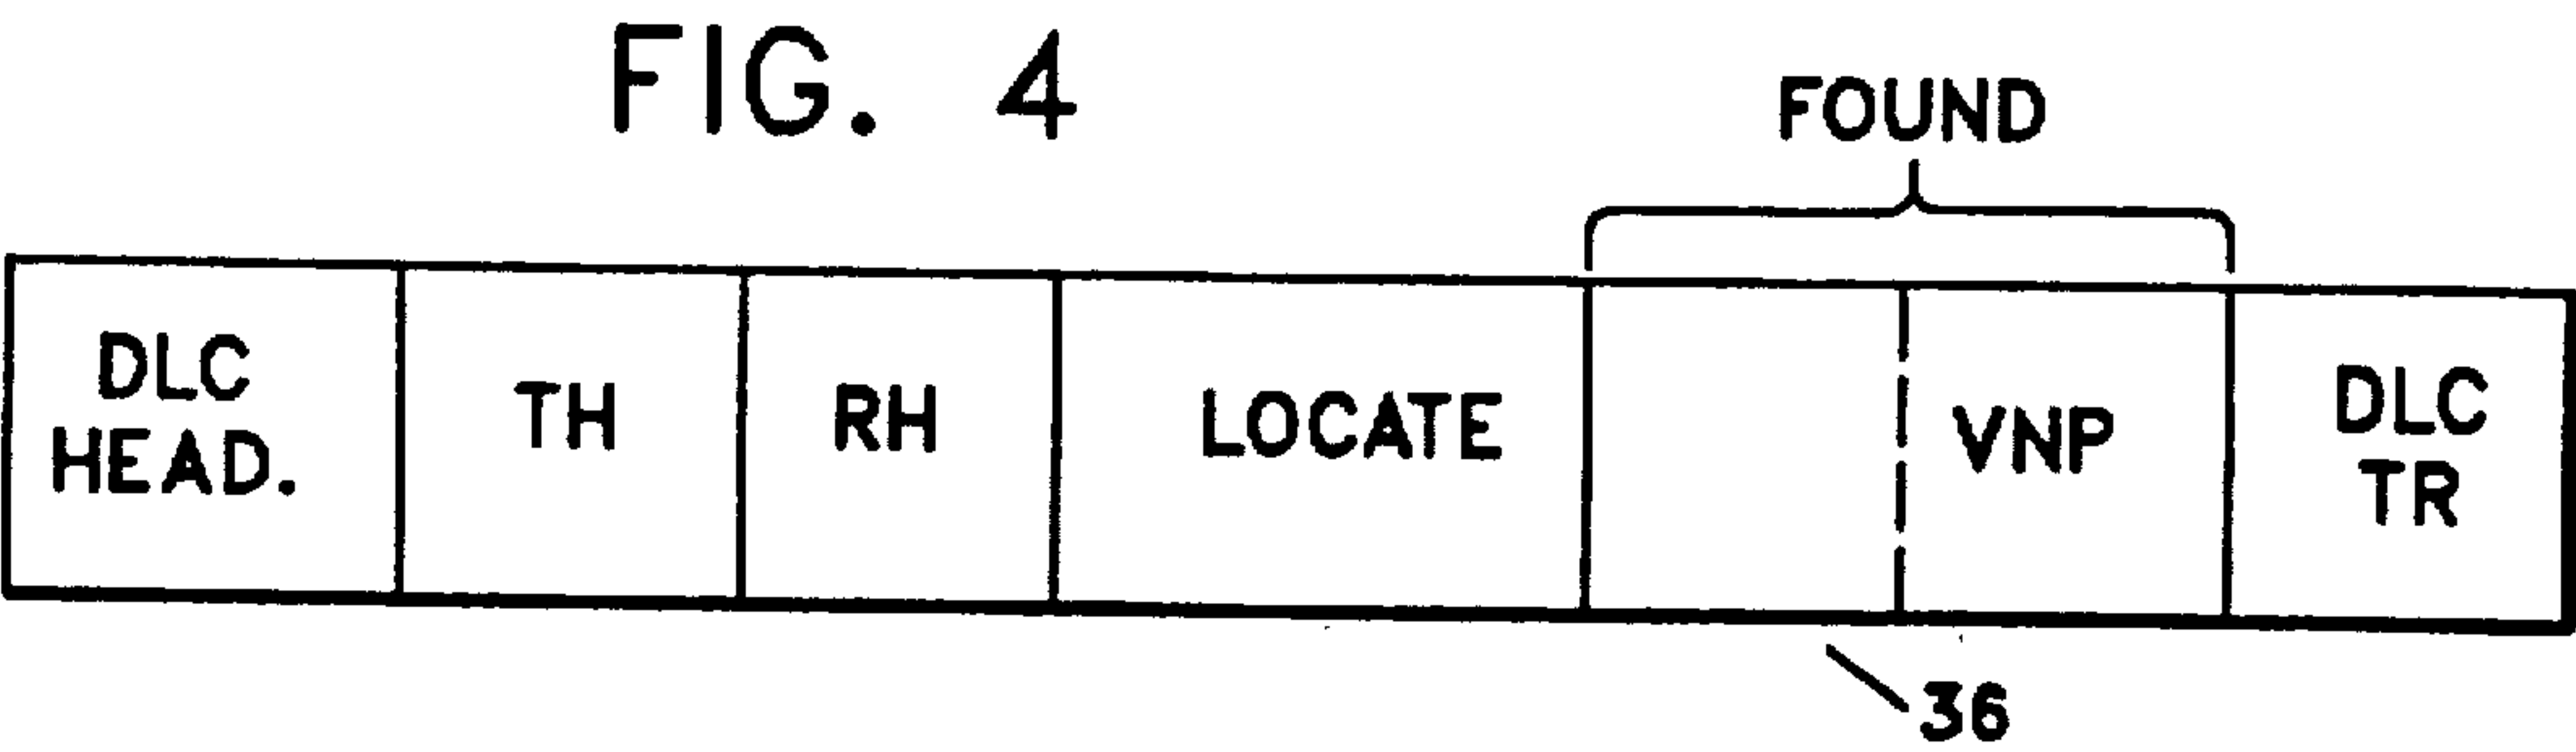 FIG. 4
FOUND
DLC
HEAD.
TH
RH
LOCATE
VNP
DLC
TR
36